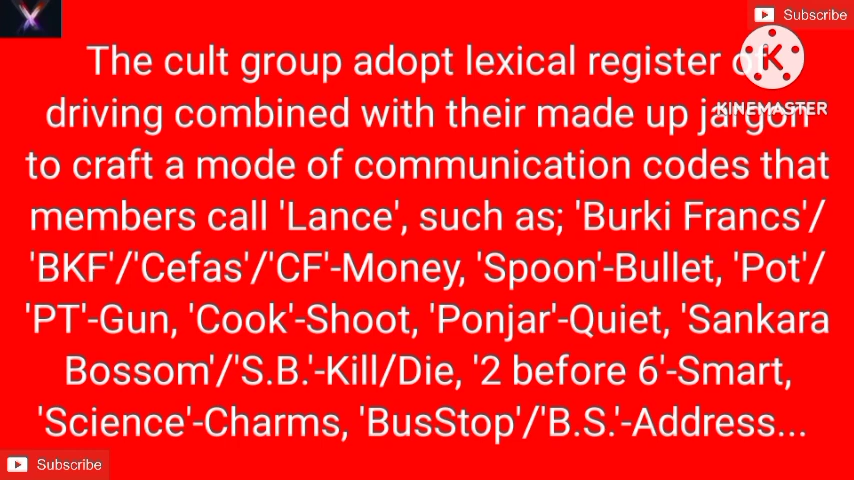 Subscribe
The cult group adopt lexical register of
KINEMASTER
driving combined with their made up jargon
to craft a mode of communication codes that
members call 'Lance', such as; 'Burki Francs'/
'BKF'/'Cefas'/'CF'-Money, 'Spoon'-Bullet, 'Pot'/
'PT'-Gun, 'Cook'-Shoot, 'Ponjar'-Quiet, 'Sankara
Bossom'/'S.B.'-Kill/Die, '2 before 6'-Smart,
'Science'-Charms, 'BusStop'/'B.S.'-Address...
Subscribe